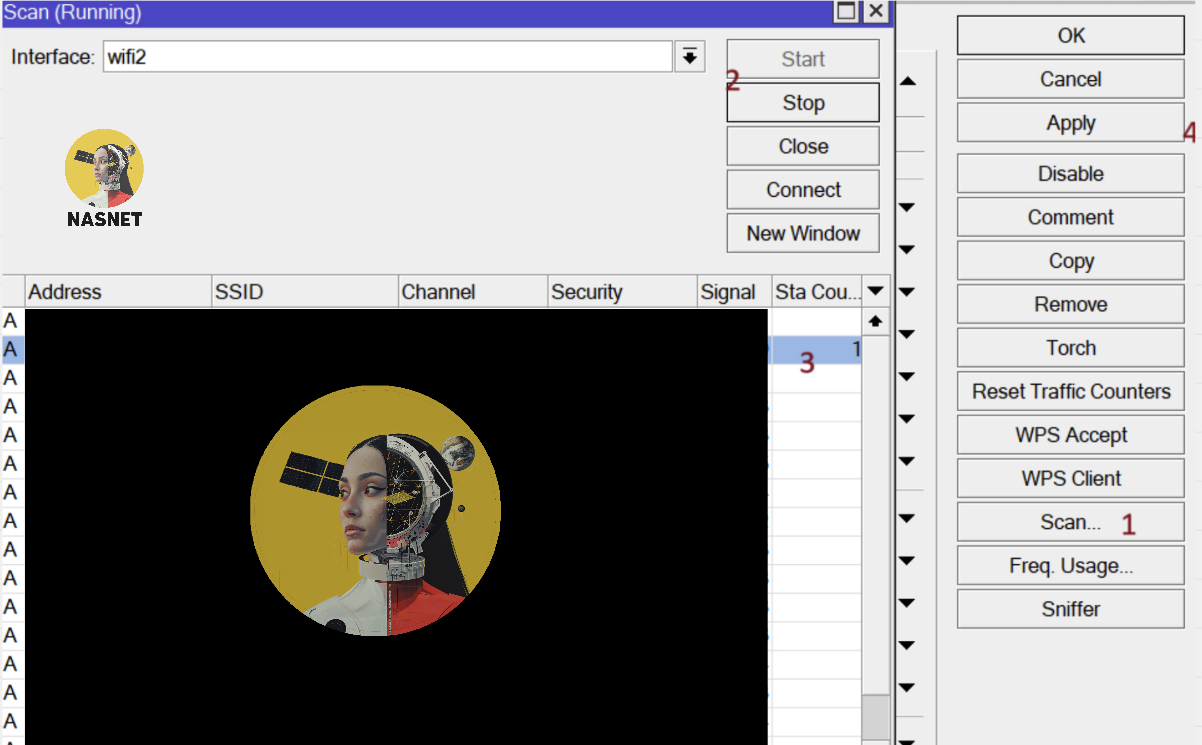 Scan (Running)
Interface: wifi2
Start
2
Stop
Close
Connect
New Window
NASNET
Address SSID Channel Security Signal Sta Cou...
A
A 1
3
A
A
A
A
A
A
A
A
A
A
A
A
A
OK
Cancel
Apply
4
Disable
Comment
Copy
Remove
Torch
Reset Traffic Counters
WPS Accept
WPS Client
Scan... 1
Freq. Usage...
Sniffer